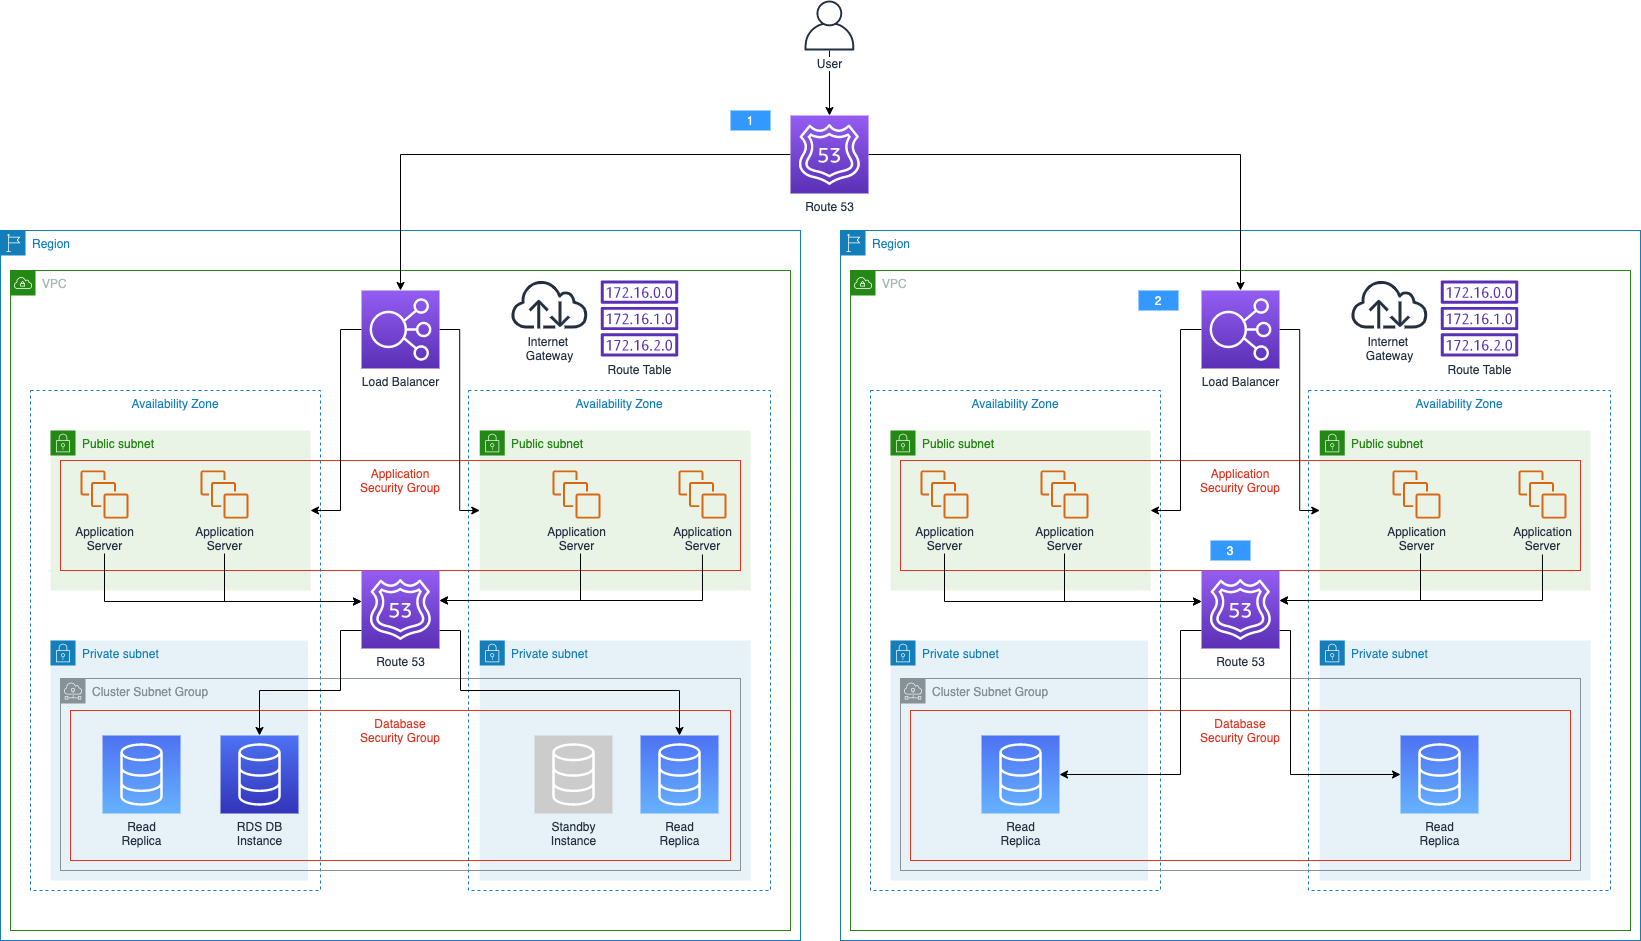 User
1
53
Route 53
Region
VPC
172.16.0.0
172.16.1.0
172.16.2.0
Internet
Gateway
Route Table
Load Balancer
Availability Zone
Availability Zone
Public subnet
Public subnet
Application
Security Group
Application
Server
Application
Server
Application
Server
Application
Server
53
Route 53
Private subnet
Private subnet
Cluster Subnet Group
Database
Security Group
Read
Replica
RDS DB
Instance
Standby
Instance
Read
Replica
Region
VPC
2
172.16.0.0
172.16.1.0
172.16.2.0
Internet
Gateway
Route Table
Load Balancer
Availability Zone
Availability Zone
Public subnet
Public subnet
Application
Security Group
Application
Server
Application
Server
Application
Server
Application
Server
3
53
Route 53
Private subnet
Private subnet
Cluster Subnet Group
Database
Security Group
Read
Replica
Read
Replica